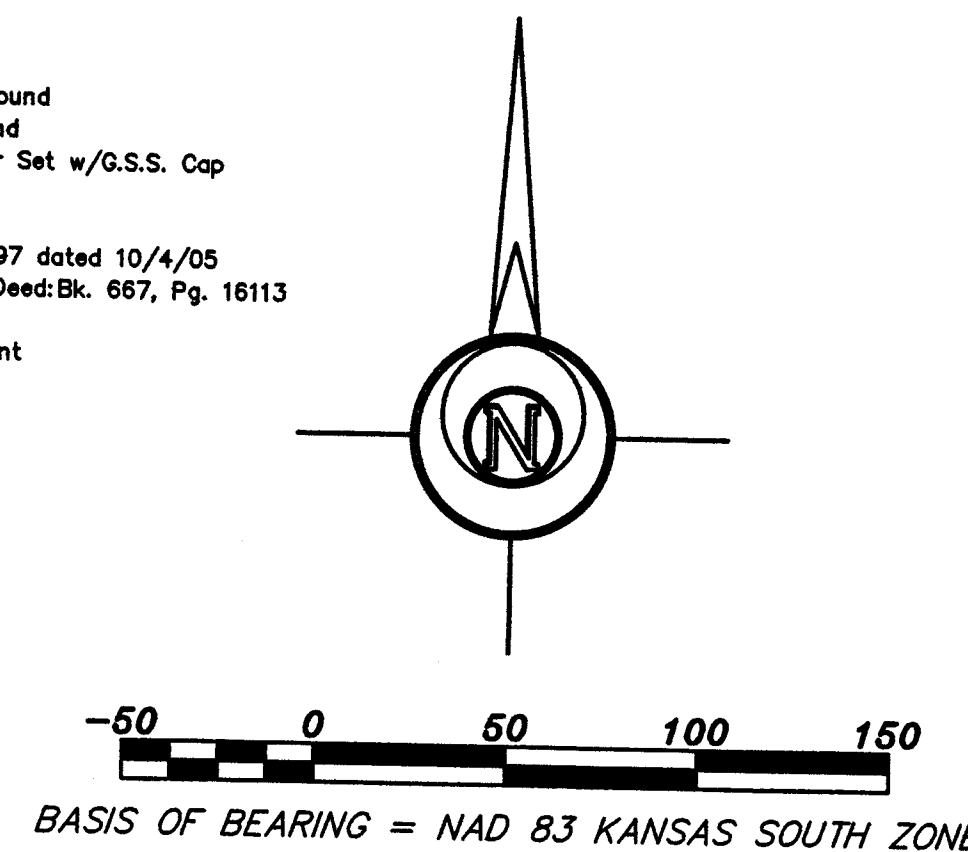 ound
nd
r Set w/G.S.S. Cap
97 dated 10/4/05
Deed:Bk. 667, Pg. 16113
nt
N
-50 0 50 100 150
BASIS OF BEARING = NAD 83 KANSAS SOUTH ZONE